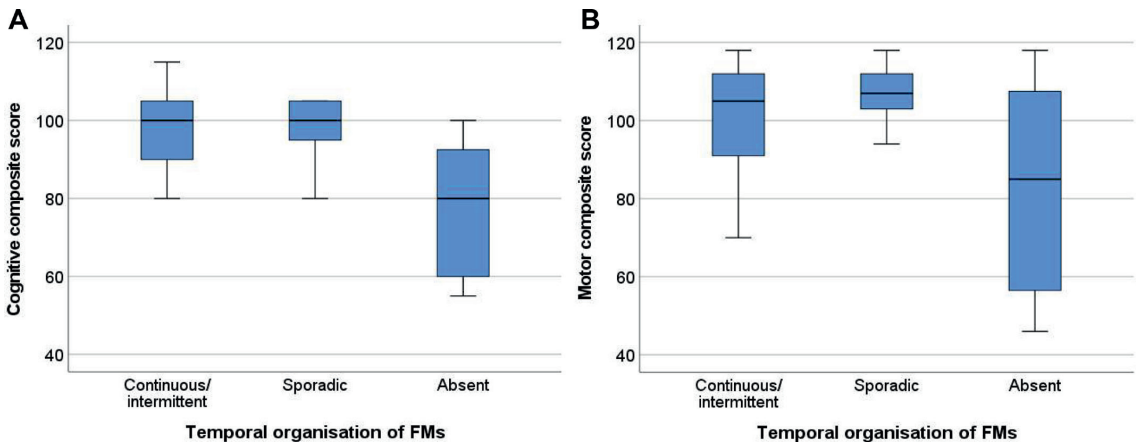 A
Cognitive composite score
120
100
80
60
40
Continuous/
intermittent
Sporadic
Absent
Temporal organisation of FMs
B
Motor composite score
120
100
80
60
40
Continuous/
intermittent
Sporadic
Absent
Temporal organisation of FMs